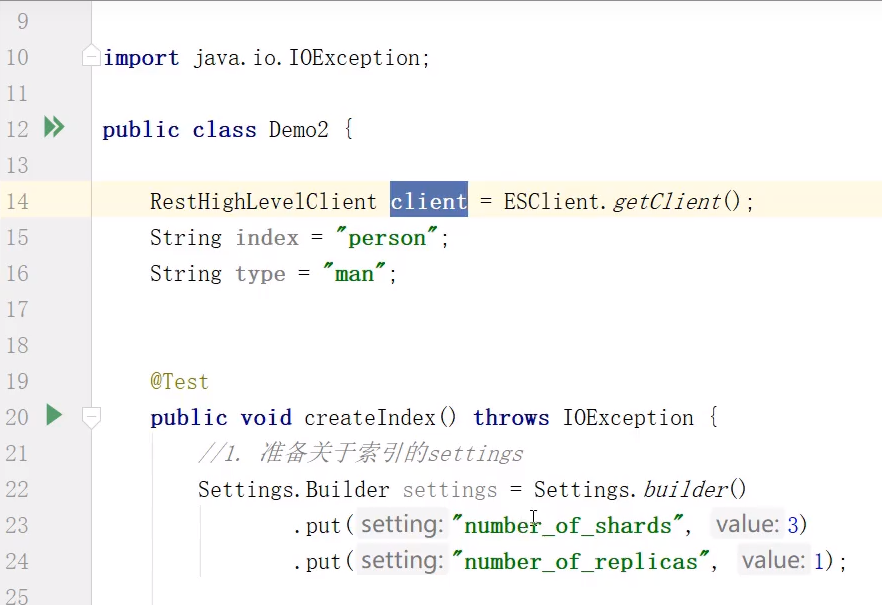 9
10 import java.io.IOException;
11
12 public class Demo2 {
13
14 RestHighLevelClient client = ESClient.getClient();
15 String index = "person";
16 String type = "man";
17
18
19 @Test
20 public void createIndex() throws IOException {
21 //1. 准备关于索引的settings
22 Settings.Builder settings = Settings.builder()
23 .put( setting: "number_of_shards", value: 3)
24 .put( setting: "number_of_replicas", value: 1);
25